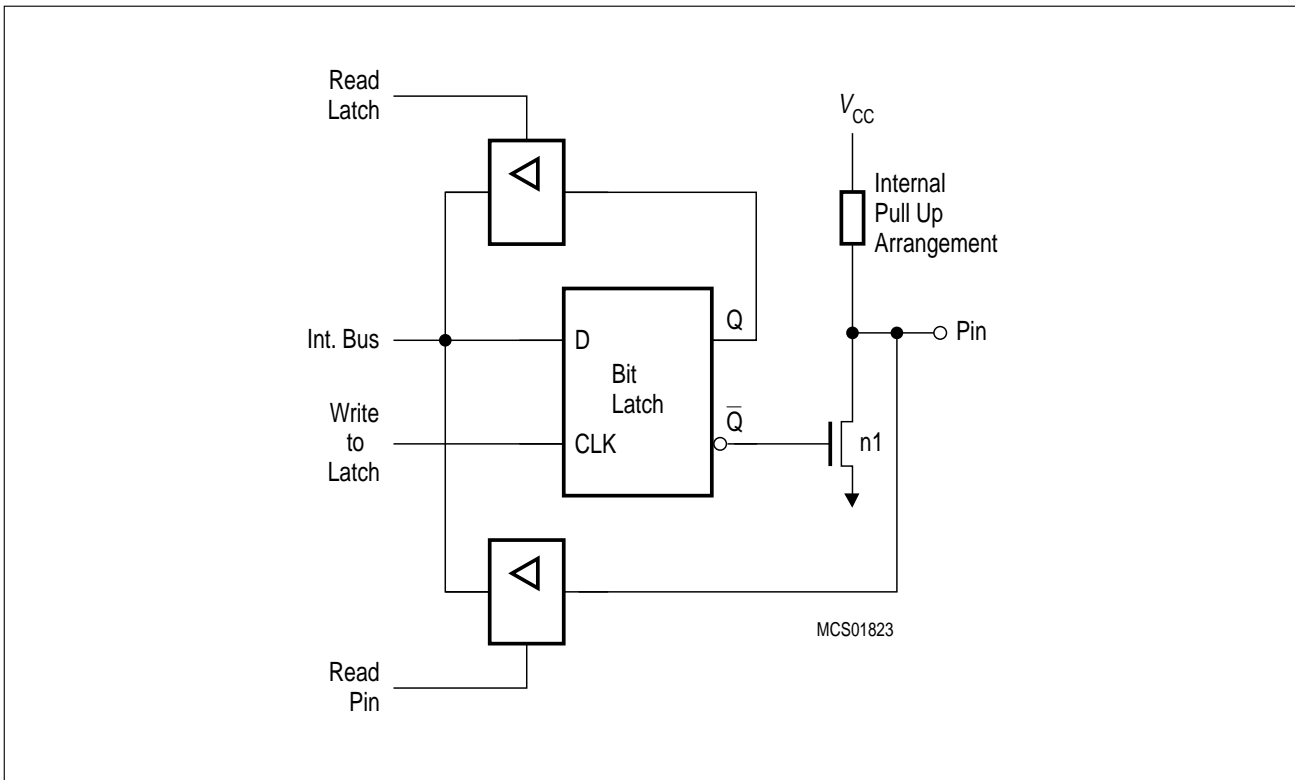 Read
Latch
VCC
Internal
Pull Up
Arrangement
Q
Int. Bus
D
Pin
Bit
Latch
Write
to
Latch
Q̅
CLK
n1
MCS01823
Read
Pin